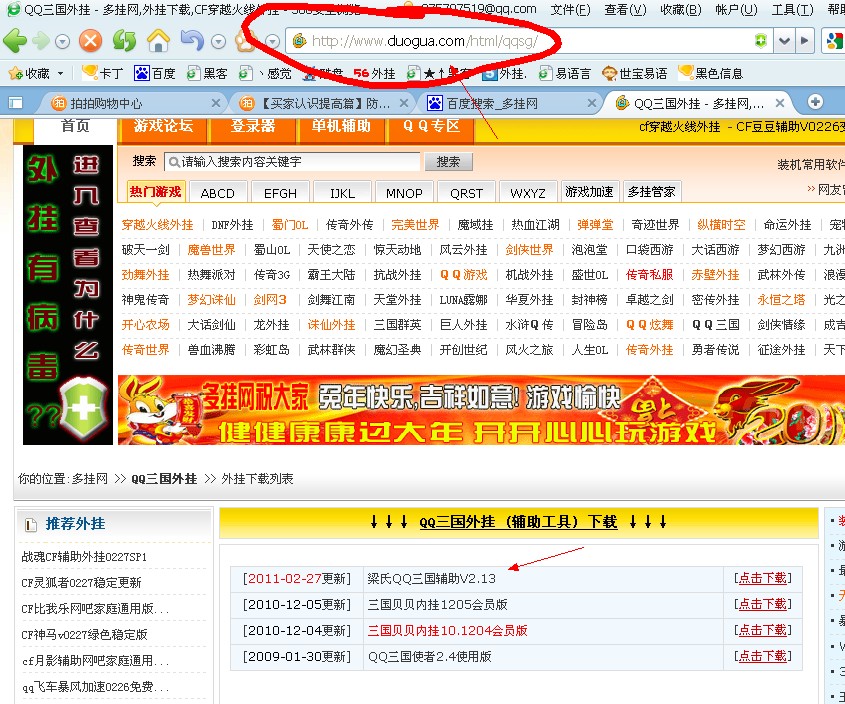 QQ三国外挂 - 多挂网,外挂下载,CF穿越火线外挂 - 360安全浏览
975707519@qq.com 文件(F) 查看(V) 收藏(B) 帐户(U) 工具(T) 帮
http://www.duogua.com/html/qqsg/
收藏 卡丁 百度 黑客 丶感觉 56外挂 ★↑黑客 外挂. 易语言 世宝易语 黑色信息
拍拍购物中心 【买家认识提高篇】防... 百度搜索_多挂网 QQ三国外挂 - 多挂网,...
首页 游戏论坛 登录器 单机辅助 QQ专区 cf穿越火线外挂 - CF豆豆辅助V0226
外挂有病毒??
进几查看为什么
搜索 请输入搜索内容关键字 搜索 装机常用软件
热门游戏 ABCD EFGH IJKL MNOP QRST WXYZ 游戏加速 多挂管家 >>网友
穿越火线外挂 DNF外挂 蜀门OL 传奇外传 完美世界 魔域挂 热血江湖 弹弹堂 奇迹世界 纵横时空 命运外挂
破天一剑 魔兽世界 蜀山OL 天使之恋 惊天动地 风云外挂 剑侠世界 泡泡堂 口袋西游 大话西游 梦幻西游 九
劲舞外挂 热舞派对 传奇3G 霸王大陆 抗战外挂 QQ游戏 机战外挂 盛世OL 传奇私服 赤壁外挂 武林外传 浪
神鬼传奇 梦幻诛仙 剑网3 剑舞江南 天堂外挂 LUNA露娜 华夏外挂 封神榜 卓越之剑 密传外挂 永恒之塔 光之
开心农场 大话剑仙 龙外挂 诛仙外挂 三国群英 巨人外挂 水浒Q传 冒险岛 QQ炫舞 QQ三国 剑侠情缘 成吉
传奇世界 兽血沸腾 彩虹岛 武林群侠 魔幻圣典 开创世纪 风火之旅 人生OL 传奇外挂 勇者传说 征途外挂 天下
恭喜发财 多挂网祝大家 兔年快乐,吉祥如意! 游戏愉快
健健康康过大年 开开心心玩游戏
你的位置:多挂网 >> QQ三国外挂 >> 外挂下载列表
推荐外挂
↓ ↓ ↓ QQ三国外挂 (辅助工具) 下载 ↓ ↓ ↓
战魂CF辅助外挂0227SP1
CF灵狐者0227稳定更新
CF比我乐网吧家庭通用版...
CF神马v0227绿色稳定版
cf月影辅助网吧家庭通用...
qq飞车暴风加速0226免费...
[2011-02-27更新] 梁氏QQ三国辅助V2.13 [点击下载]
[2010-12-05更新] 三国贝贝内挂1205会员版 [点击下载]
[2010-12-04更新] 三国贝贝内挂10.1204会员版 [点击下载]
[2009-01-30更新] QQ三国使者2.4使用版 [点击下载]